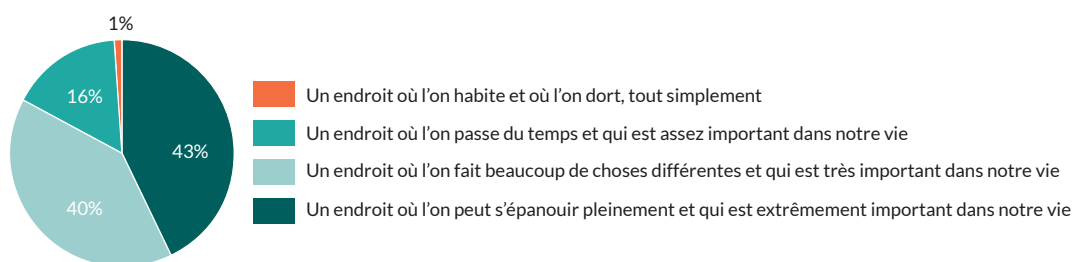 1%
16%
43%
40%
Un endroit où l’on habite et où l’on dort, tout simplement
Un endroit où l’on passe du temps et qui est assez important dans notre vie
Un endroit où l’on fait beaucoup de choses différentes et qui est très important dans notre vie
Un endroit où l’on peut s’épanouir pleinement et qui est extrêmement important dans notre vie